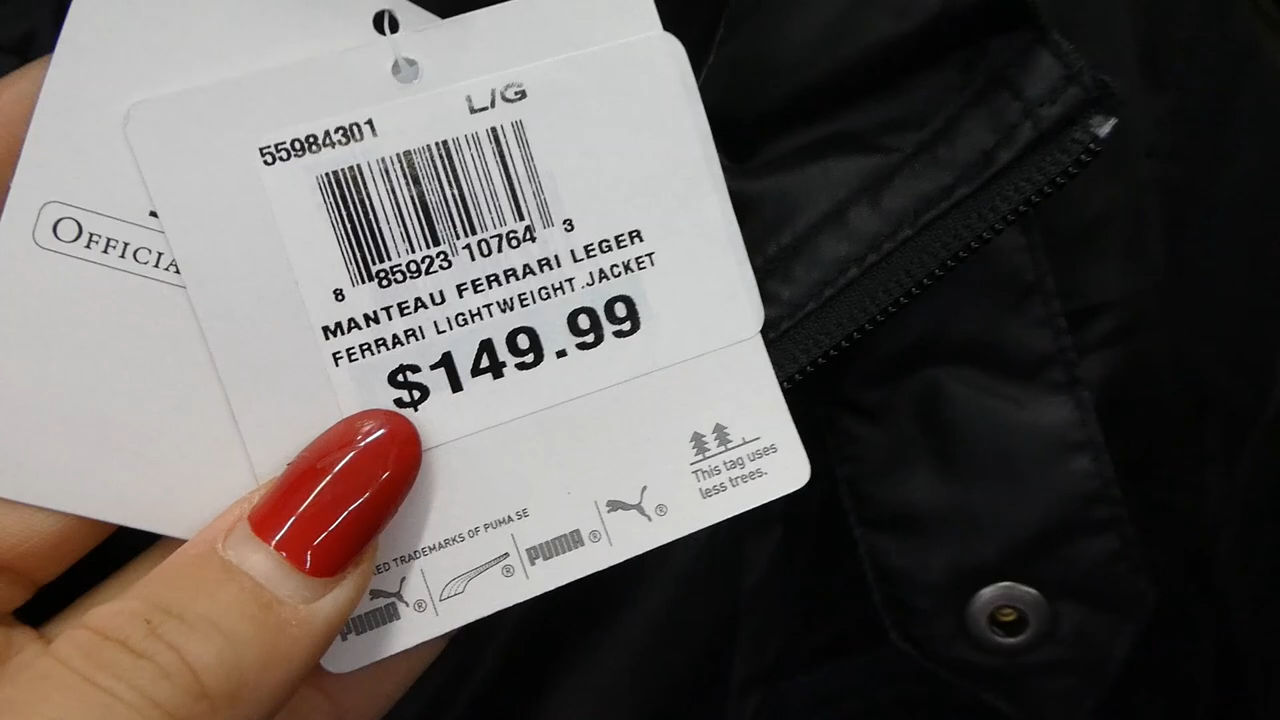 OFFICIA
L/G
55984301
8 85923 10764 3
MANTEAU FERRARI LEGER
FERRARI LIGHTWEIGHT JACKET
$149.99
This tag uses
less trees.
TRADEMARKS OF PUMA SE
PUMA ® ® PUMA ® ®